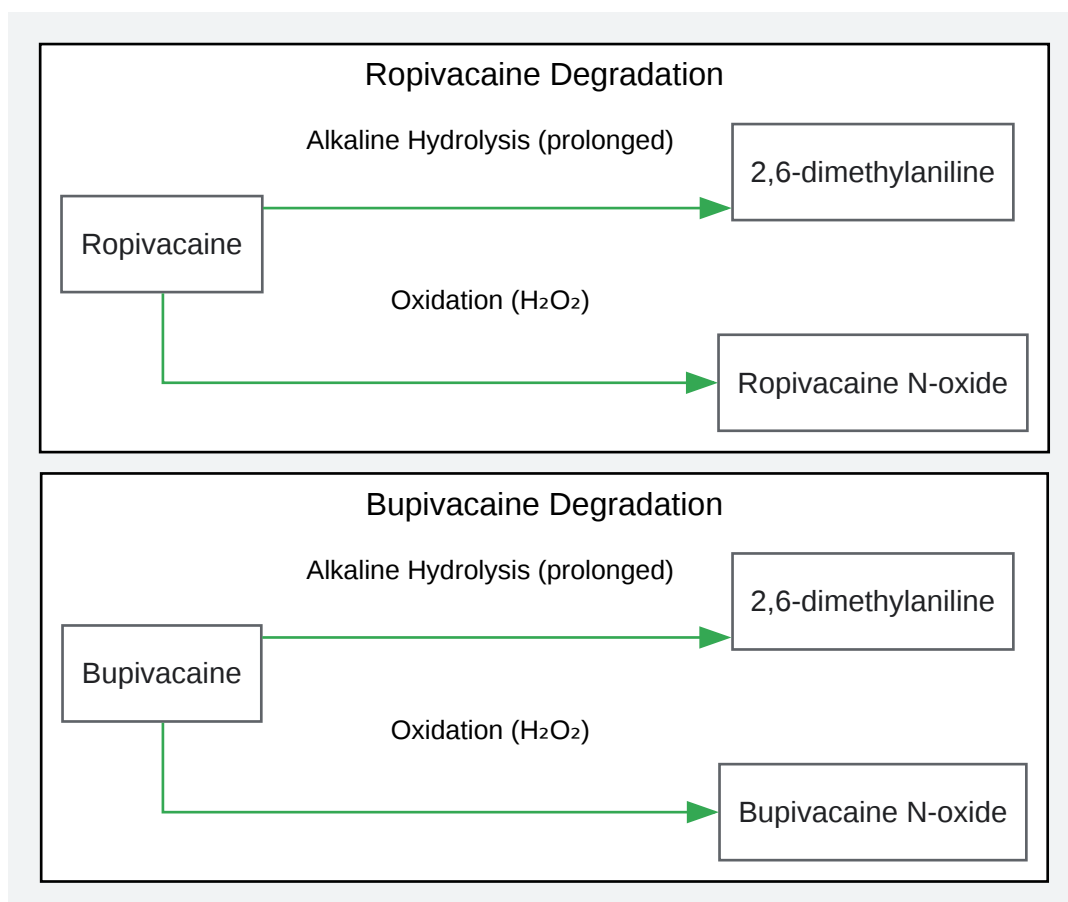 Ropivacaine Degradation
Alkaline Hydrolysis (prolonged)
2,6-dimethylaniline
Ropivacaine
Oxidation (H₂O₂)
Ropivacaine N-oxide
Bupivacaine Degradation
Alkaline Hydrolysis (prolonged)
2,6-dimethylaniline
Bupivacaine
Oxidation (H₂O₂)
Bupivacaine N-oxide